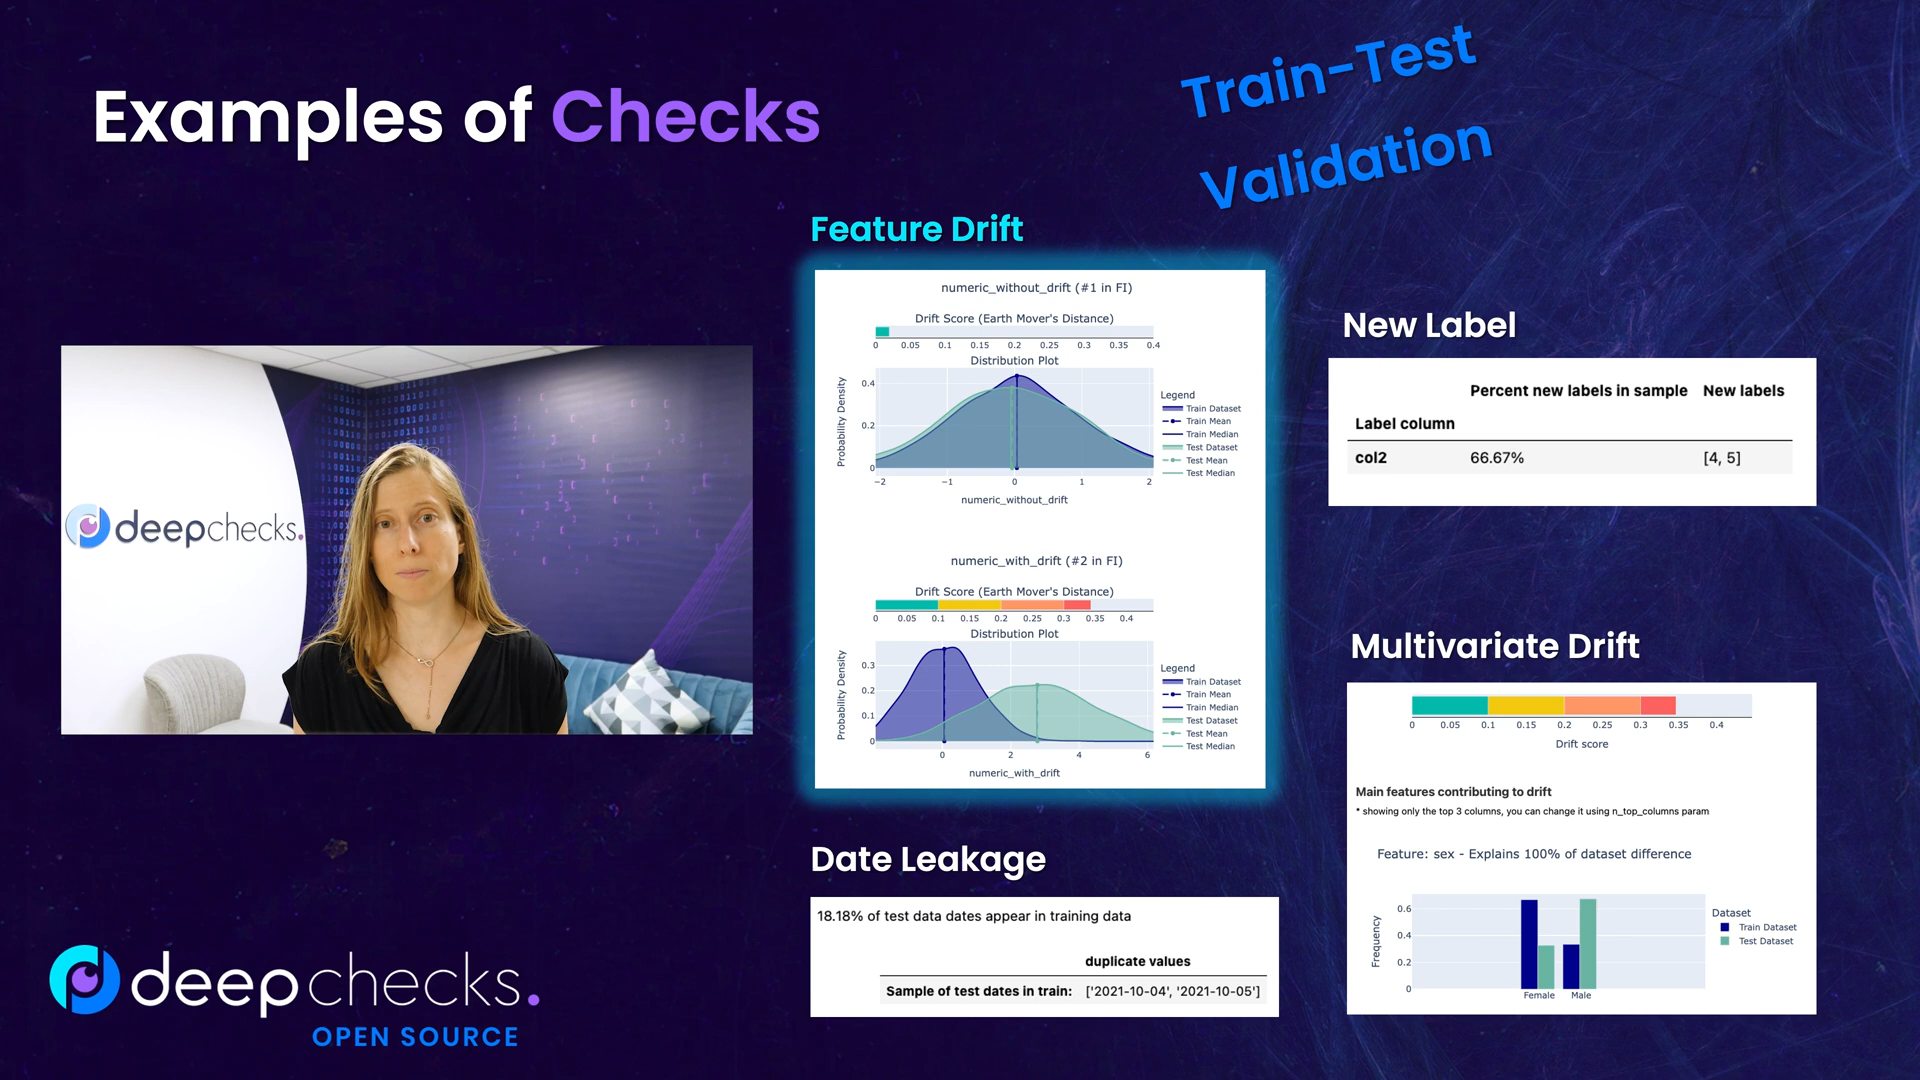 Examples of Checks
Train-Test
Validation
Feature Drift
numeric_without_drift (#1 in FI)
Drift Score (Earth Mover's Distance)
0 0.05 0.1 0.15 0.2 0.25 0.3 0.35 0.4
Distribution Plot
0.4
0.2
0
Probability Density
−2 −1 0 1 2
numeric_without_drift
Legend
Train Dataset
Train Mean
Train Median
Test Dataset
Test Mean
Test Median
numeric_with_drift (#2 in FI)
Drift Score (Earth Mover's Distance)
0 0.05 0.1 0.15 0.2 0.25 0.3 0.35 0.4
Distribution Plot
0.3
0.2
0.1
0
Probability Density
0 2 4 6
numeric_with_drift
Legend
Train Dataset
Train Mean
Train Median
Test Dataset
Test Mean
Test Median
New Label
Percent new labels in sample New labels
Label column
col2 66.67% [4, 5]
Multivariate Drift
0 0.05 0.1 0.15 0.2 0.25 0.3 0.35 0.4
Drift score
Main features contributing to drift
* showing only the top 3 columns, you can change it using n_top_columns param
Feature: sex - Explains 100% of dataset difference
0.6
0.4
0.2
0
Frequency
Female Male
Dataset
Train Dataset
Test Dataset
Date Leakage
18.18% of test data dates appear in training data
duplicate values
Sample of test dates in train: ['2021-10-04', '2021-10-05']
deepchecks.
deepchecks.
OPEN SOURCE